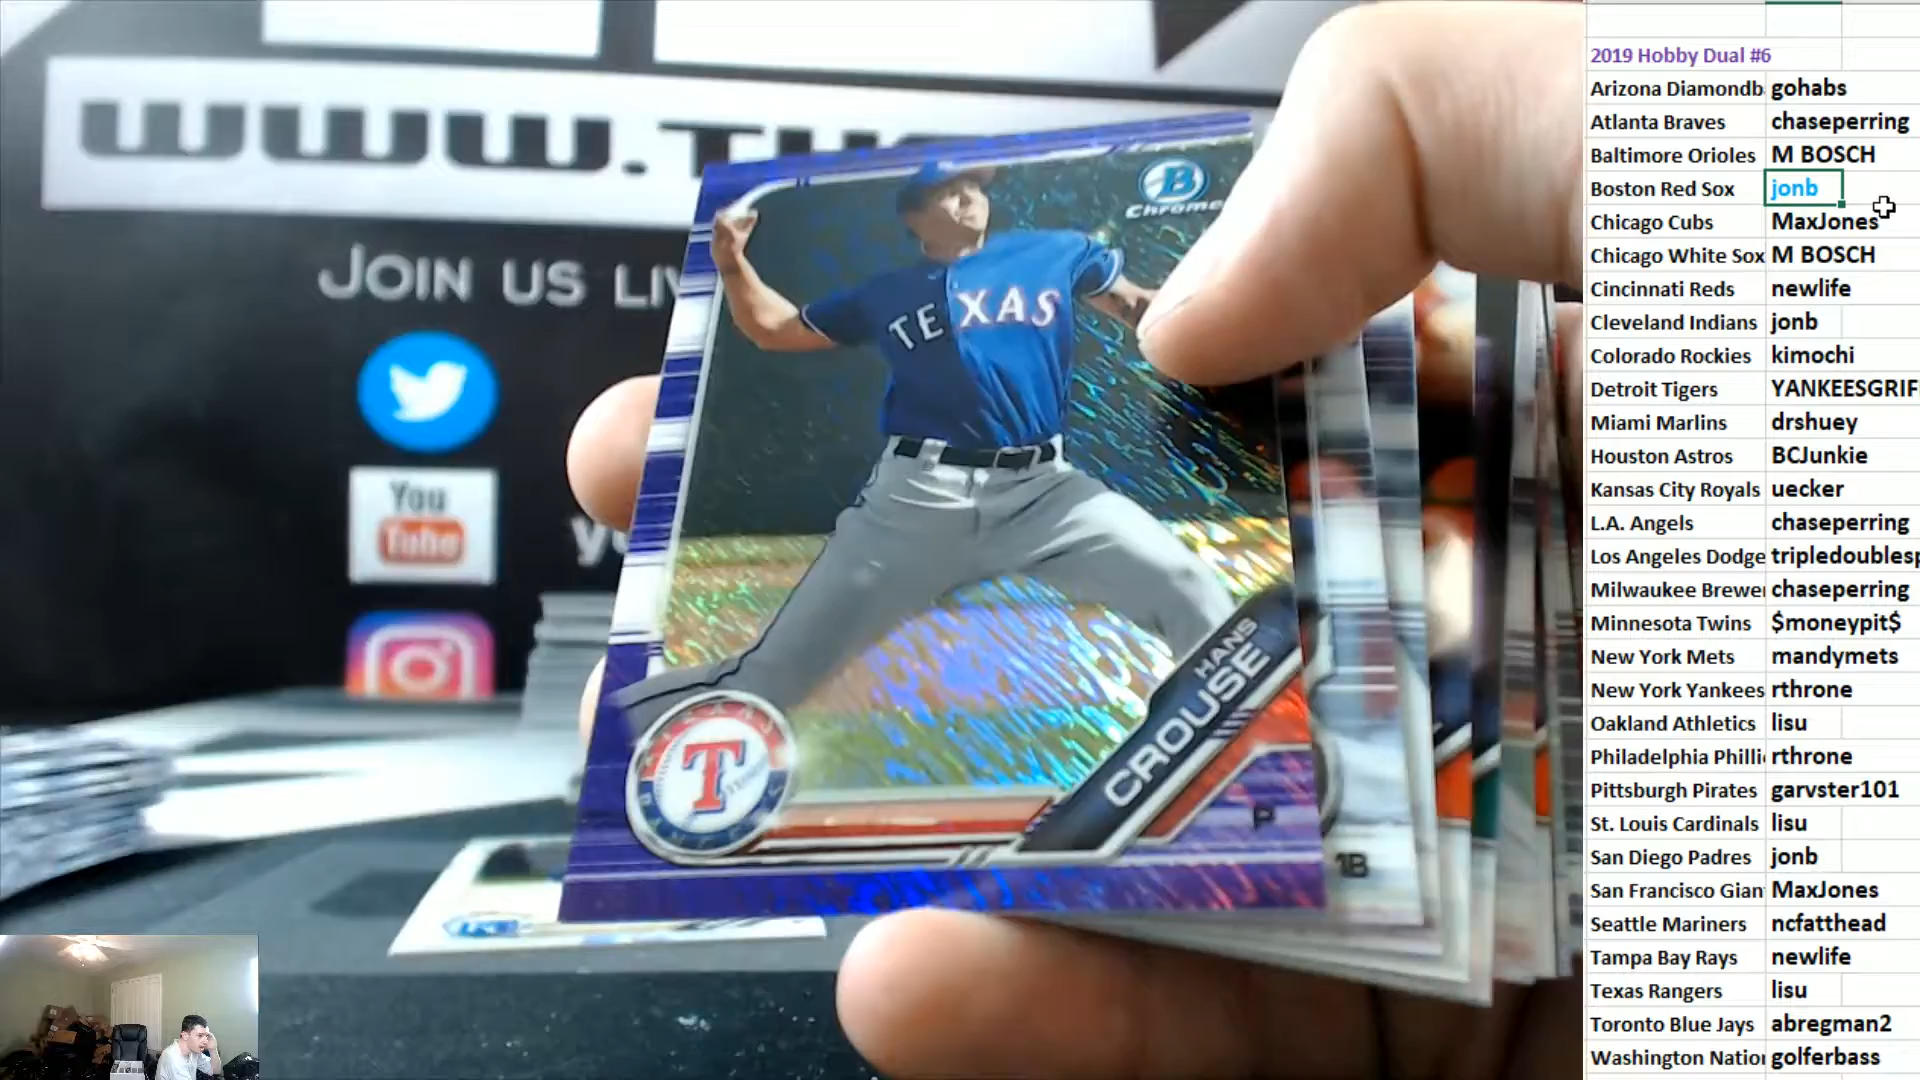 WWW.
JOIN US
You
Tube
B
Chrome
TEXAS
HANS
CROUSE
P
T
1B
2019 Hobby Dual #6
Arizona Diamondb gohabs
Atlanta Braves chaseperring
Baltimore Orioles M BOSCH
Boston Red Sox jonb
Chicago Cubs MaxJones
Chicago White Sox M BOSCH
Cincinnati Reds newlife
Cleveland Indians jonb
Colorado Rockies kimochi
Detroit Tigers YANKEESGRIF
Miami Marlins drshuey
Houston Astros BCJunkie
Kansas City Royals uecker
L.A. Angels chaseperring
Los Angeles Dodge tripledoublesp
Milwaukee Brewer chaseperring
Minnesota Twins $moneypit$
New York Mets mandymets
New York Yankees rthrone
Oakland Athletics lisu
Philadelphia Philli rthrone
Pittsburgh Pirates garvster101
St. Louis Cardinals lisu
San Diego Padres jonb
San Francisco Gian MaxJones
Seattle Mariners ncfatthead
Tampa Bay Rays newlife
Texas Rangers lisu
Toronto Blue Jays abregman2
Washington Natio golferbass